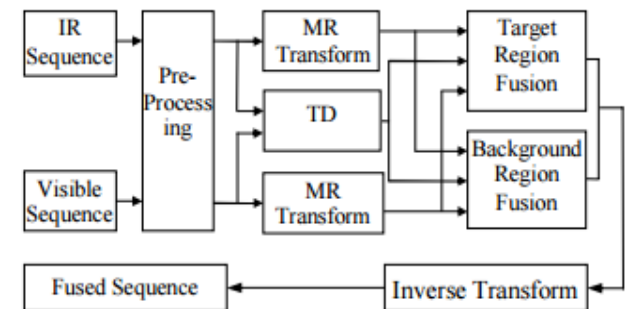 IR
Sequence
Pre-
Process
ing
MR
Transform
Target
Region
Fusion
TD
Visible
Sequence
MR
Transform
Background
Region
Fusion
Fused Sequence
Inverse Transform